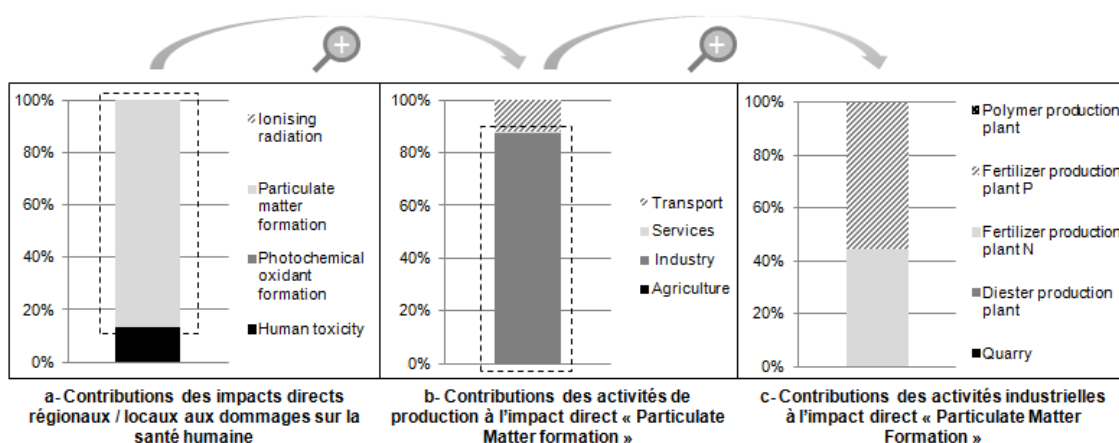 100%
80%
60%
40%
20%
0%
Ionising
radiation
Particulate
matter
formation
Photochemical
oxidant
formation
Human toxicity
100%
80%
60%
40%
20%
0%
Transport
Services
Industry
Agriculture
100%
80%
60%
40%
20%
0%
Polymer production
plant
Fertilizer production
plant P
Fertilizer production
plant N
Diester production
plant
Quarry
a- Contributions des impacts directs
régionaux / locaux aux dommages sur la
santé humaine
b- Contributions des activités de
production à l'impact direct « Particulate
Matter formation »
c- Contributions des activités industrielles
à l'impact direct « Particulate Matter
Formation »